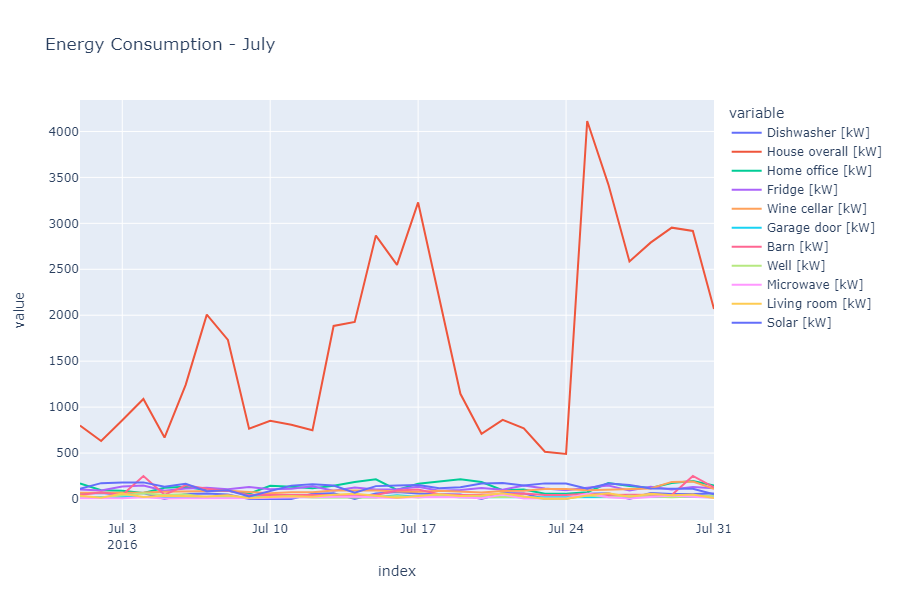 Energy Consumption - July
variable
Dishwasher [kW]
House overall [kW]
Home office [kW]
Fridge [kW]
Wine cellar [kW]
Garage door [kW]
Barn [kW]
Well [kW]
Microwave [kW]
Living room [kW]
Solar [kW]
value
4000
3500
3000
2500
2000
1500
1000
500
0
Jul 3
2016
Jul 10
Jul 17
Jul 24
Jul 31
index